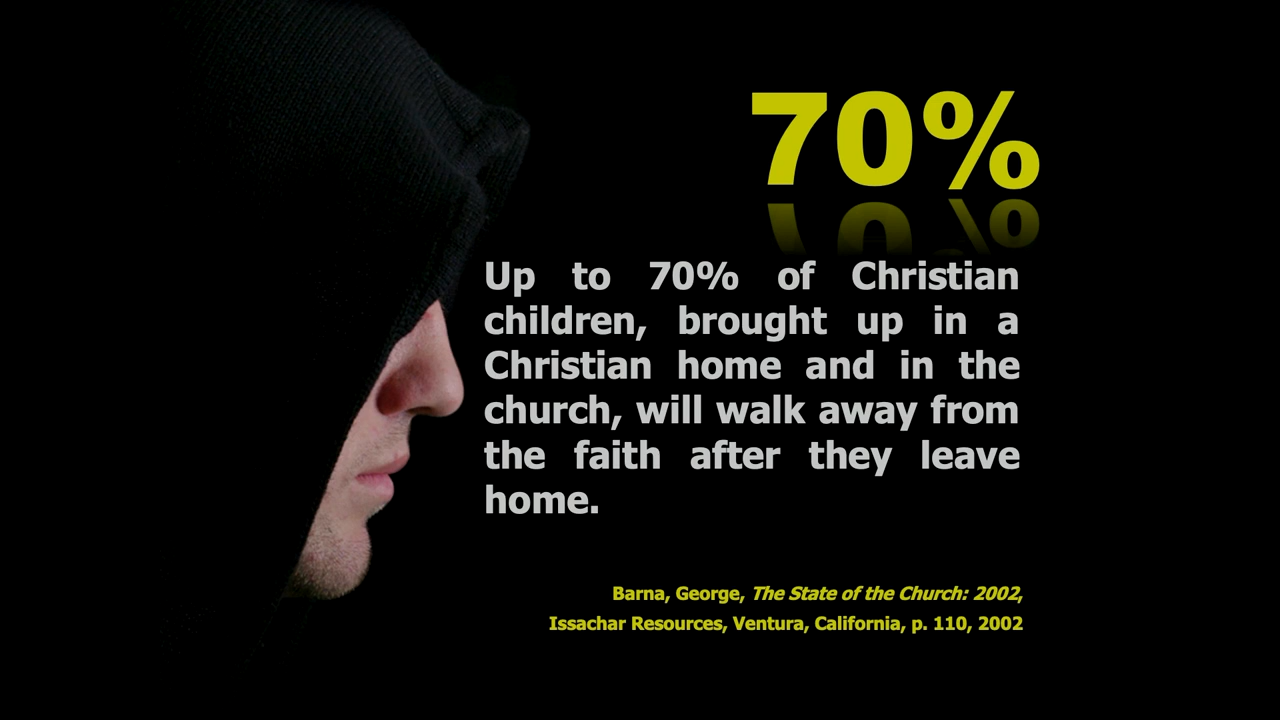 70%
Up to 70% of Christian
children, brought up in a
Christian home and in the
church, will walk away from
the faith after they leave
home.
Barna, George, The State of the Church: 2002,
Issachar Resources, Ventura, California, p. 110, 2002